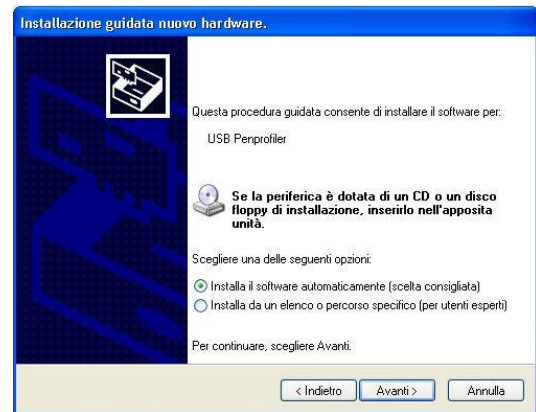 Installazione guidata nuovo hardware.
Questa procedura guidata consente di installare il software per:
USB Penprofiler
Se la periferica è dotata di un CD o un disco
floppy di installazione, inserirlo nell'apposita
unità.
Scegliere una delle seguenti opzioni:
Installa il software automaticamente (scelta consigliata)
Installa da un elenco o percorso specifico (per utenti esperti)
Per continuare, scegliere Avanti.
< Indietro Avanti > Annulla